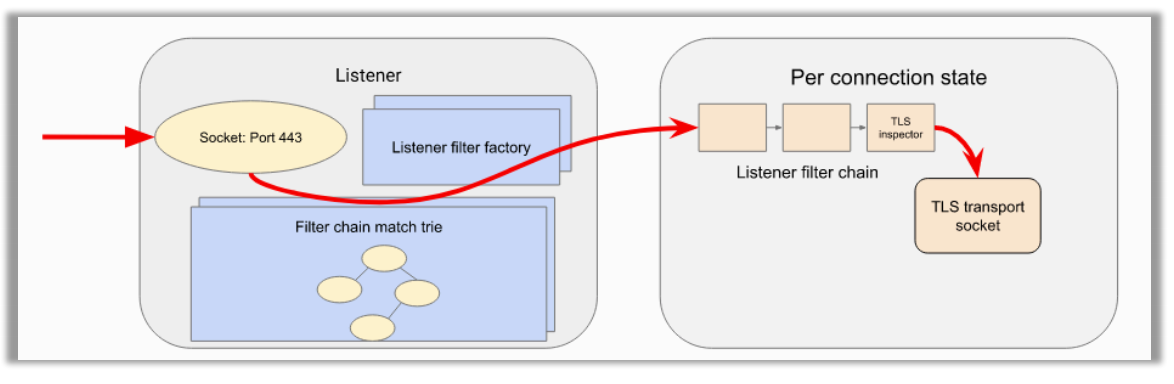 Listener
Socket: Port 443
Listener filter factory
Filter chain match trie
Per connection state
TLS
inspector
Listener filter chain
TLS transport
socket